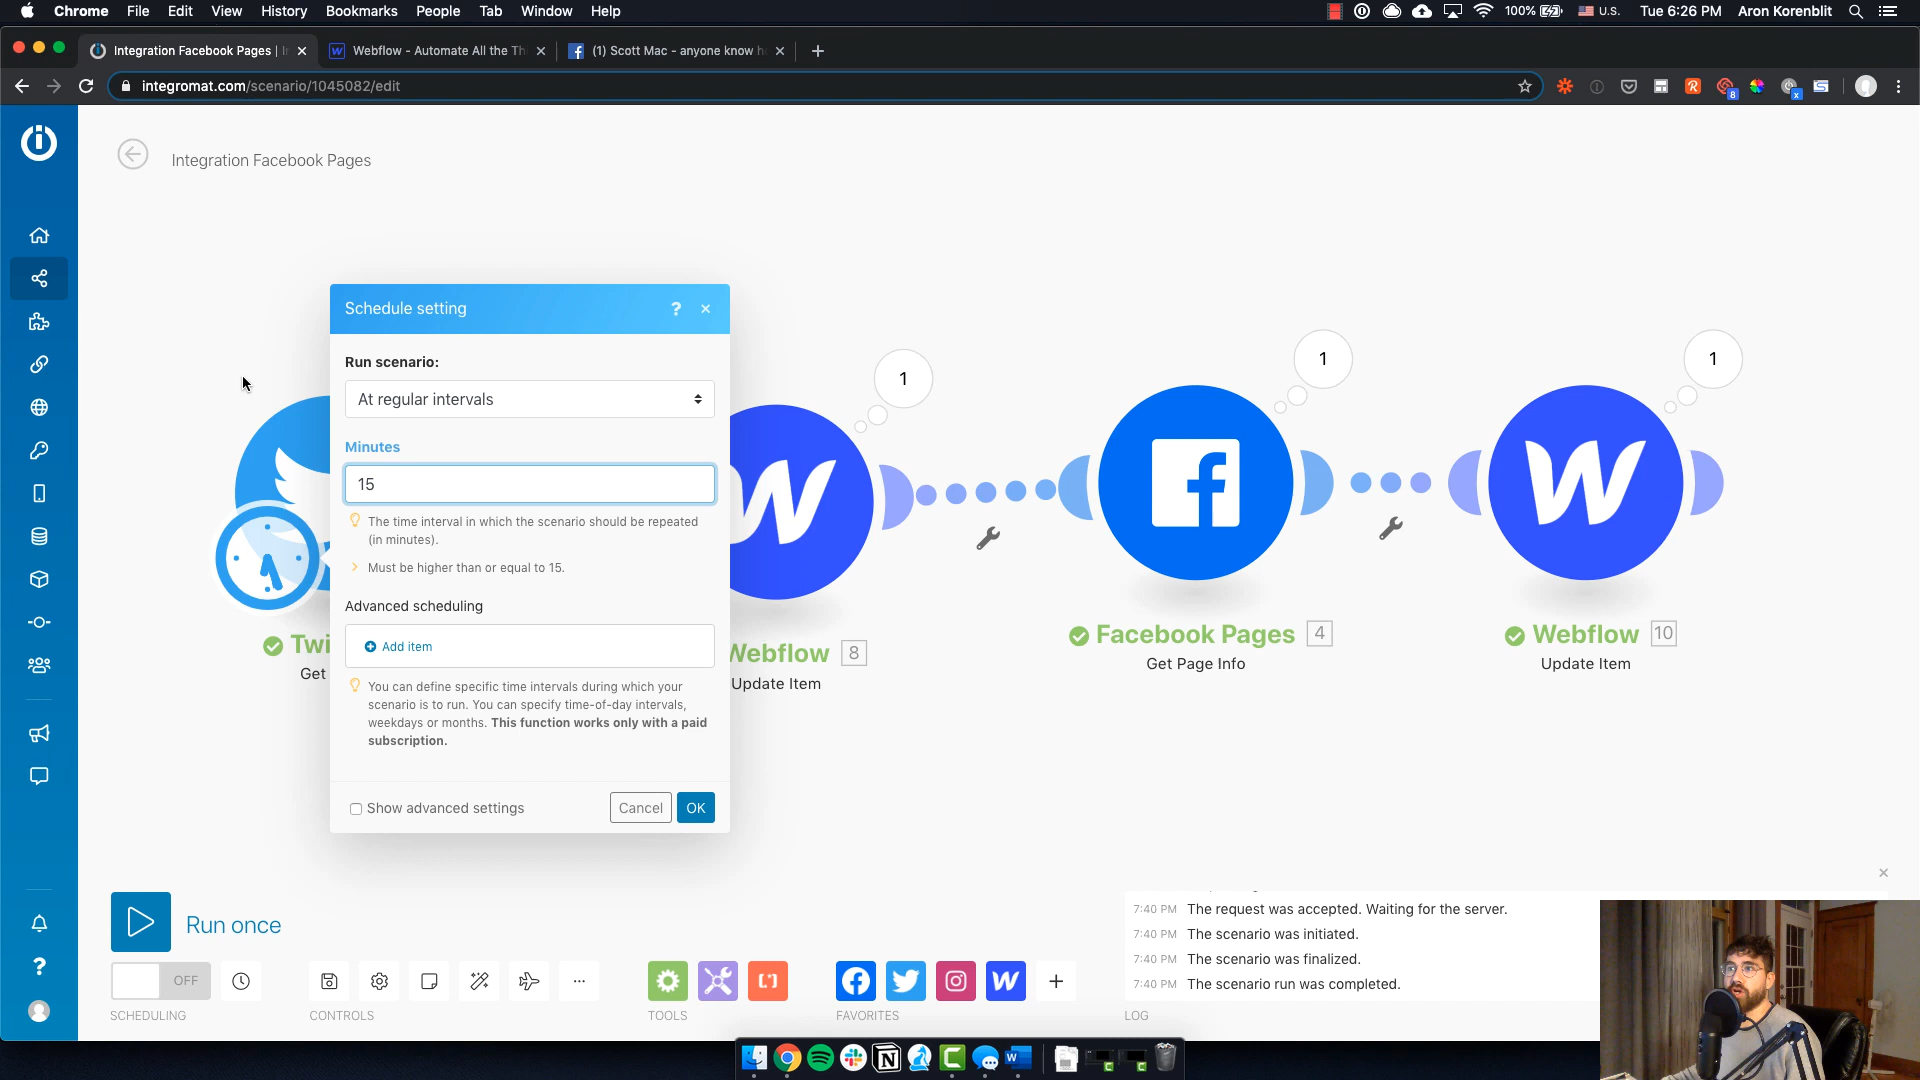 Chrome File Edit View History Bookmarks People Tab Window Help
100% U.S. Tue 6:26 PM Aron Korenblit
Integration Facebook Pages |
Webflow - Automate All the Th
(1) Scott Mac - anyone know h
integromat.com/scenario/1045082/edit
8
x
Integration Facebook Pages
Schedule setting
Run scenario:
At regular intervals
Minutes
15
The time interval in which the scenario should be repeated
(in minutes).
Must be higher than or equal to 15.
Advanced scheduling
Add item
You can define specific time intervals during which your
scenario is to run. You can specify time-of-day intervals,
weekdays or months. This function works only with a paid
subscription.
Show advanced settings
Cancel
OK
1
1
1
Twi
Get
Webflow 8
Update Item
Facebook Pages 4
Get Page Info
Webflow 10
Update Item
Run once
OFF
SCHEDULING
CONTROLS
TOOLS
FAVORITES
LOG
7:40 PM The request was accepted. Waiting for the server.
7:40 PM The scenario was initiated.
7:40 PM The scenario was finalized.
7:40 PM The scenario run was completed.